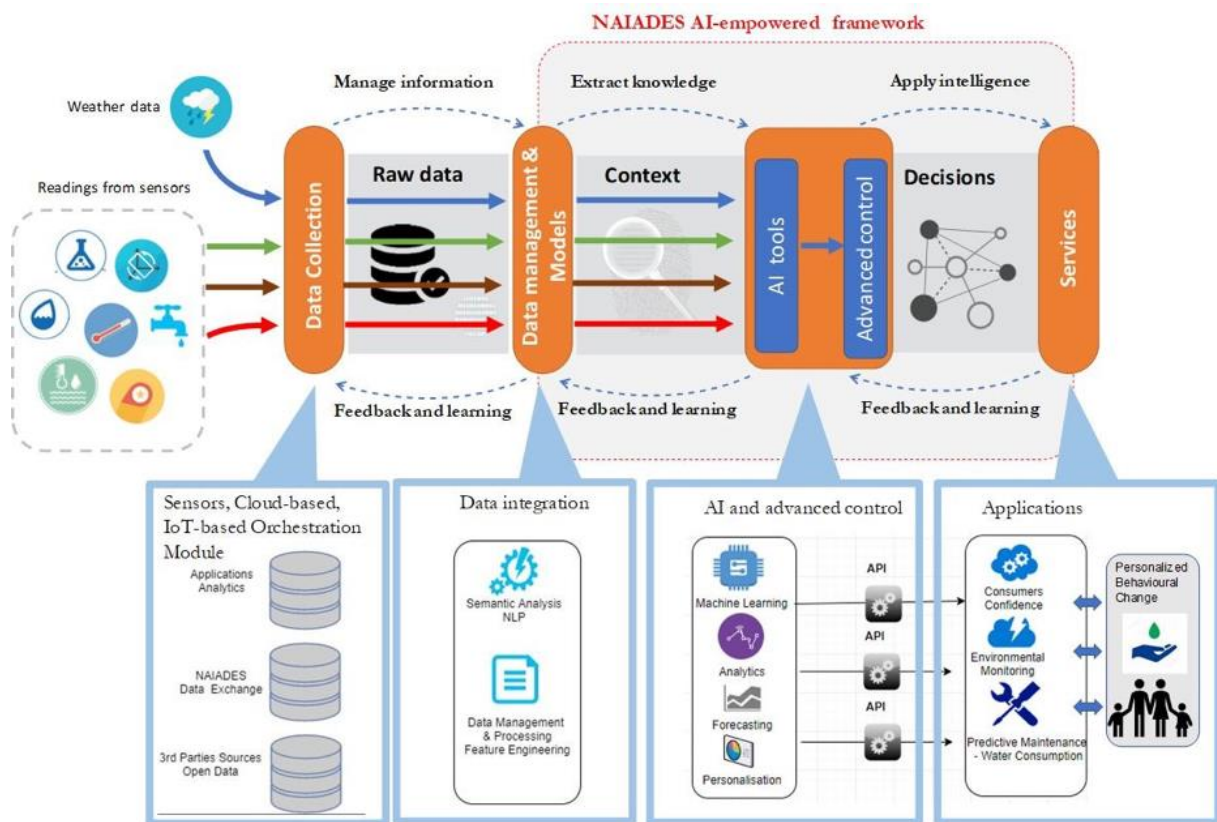 NAIADES AI-empowered framework
Manage information
Extract knowledge
Apply intelligence
Weather data
Readings from sensors
Data Collection
Raw data
Data management &
Models
Context
AI tools
Advanced control
Decisions
Services
Feedback and learning
Feedback and learning
Feedback and learning
Sensors, Cloud-based,
IoT-based Orchestration
Module
Applications
Analytics
NAIADES
Data Exchange
3rd Parties Sources
Open Data
Data integration
Semantic Analysis
NLP
Data Management
& Processing
Feature Engineering
AI and advanced control
Machine Learning
Analytics
Forecasting
Personalisation
API
API
API
Applications
Consumers
Confidence
Environmental
Monitoring
Predictive Maintenance
- Water Consumption
Personalized
Behavioural
Change